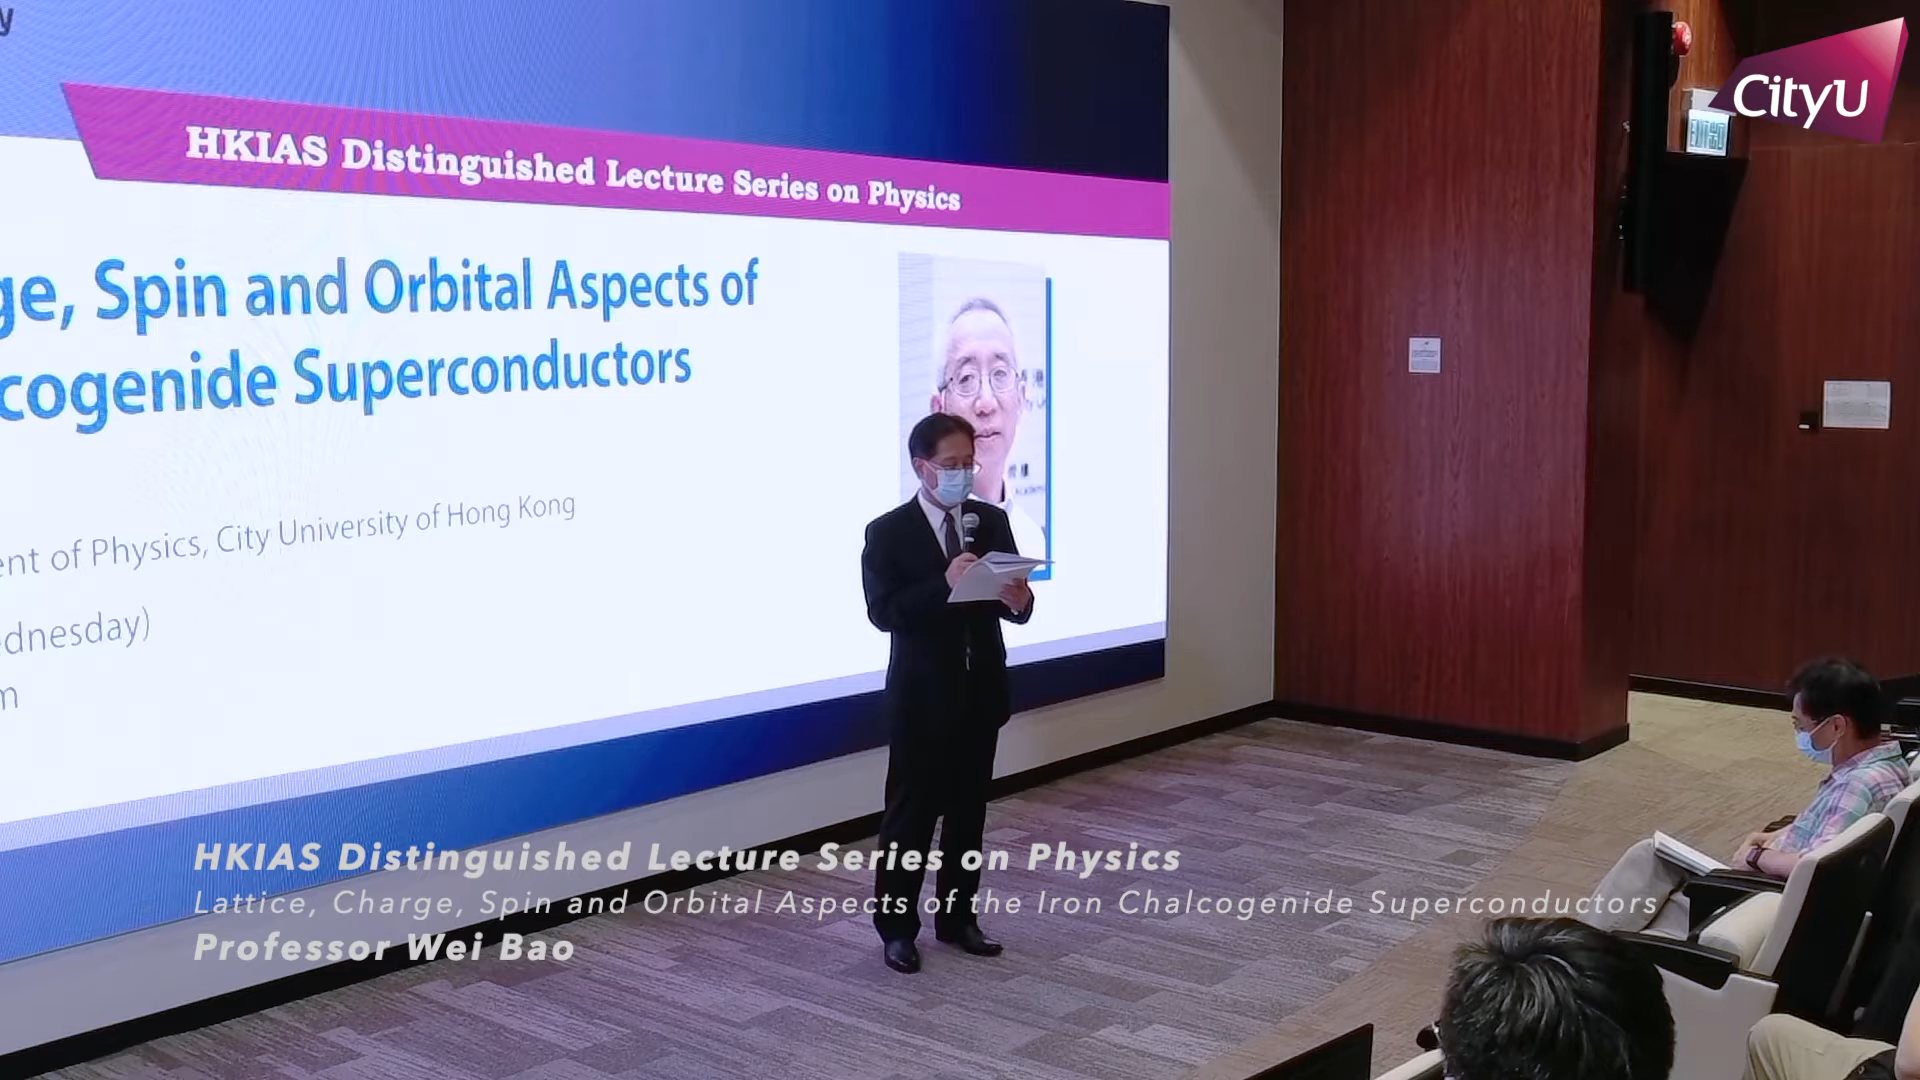 y
CityU
EXIT
HKIAS Distinguished Lecture Series on Physics
ge, Spin and Orbital Aspects of
cogenide Superconductors
ent of Physics, City University of Hong Kong
ednesday)
m
HKIAS Distinguished Lecture Series on Physics
Lattice, Charge, Spin and Orbital Aspects of the Iron Chalcogenide Superconductors
Professor Wei Bao